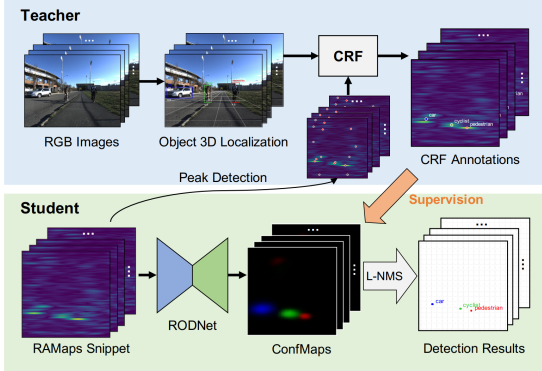 Teacher
CRF
RGB Images
Object 3D Localization
car
cyclist
pedestrian
CRF Annotations
Peak Detection
Supervision
Student
RAMaps Snippet
RODNet
ConfMaps
L-NMS
car
cyclist
pedestrian
Detection Results